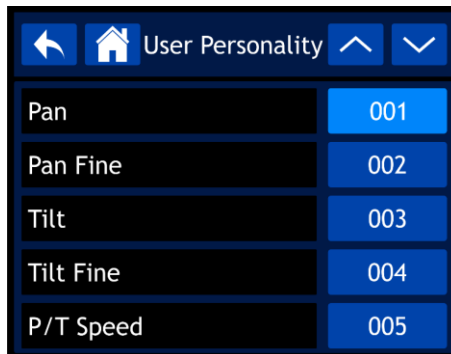 User Personality
Pan 001
Pan Fine 002
Tilt 003
Tilt Fine 004
P/T Speed 005